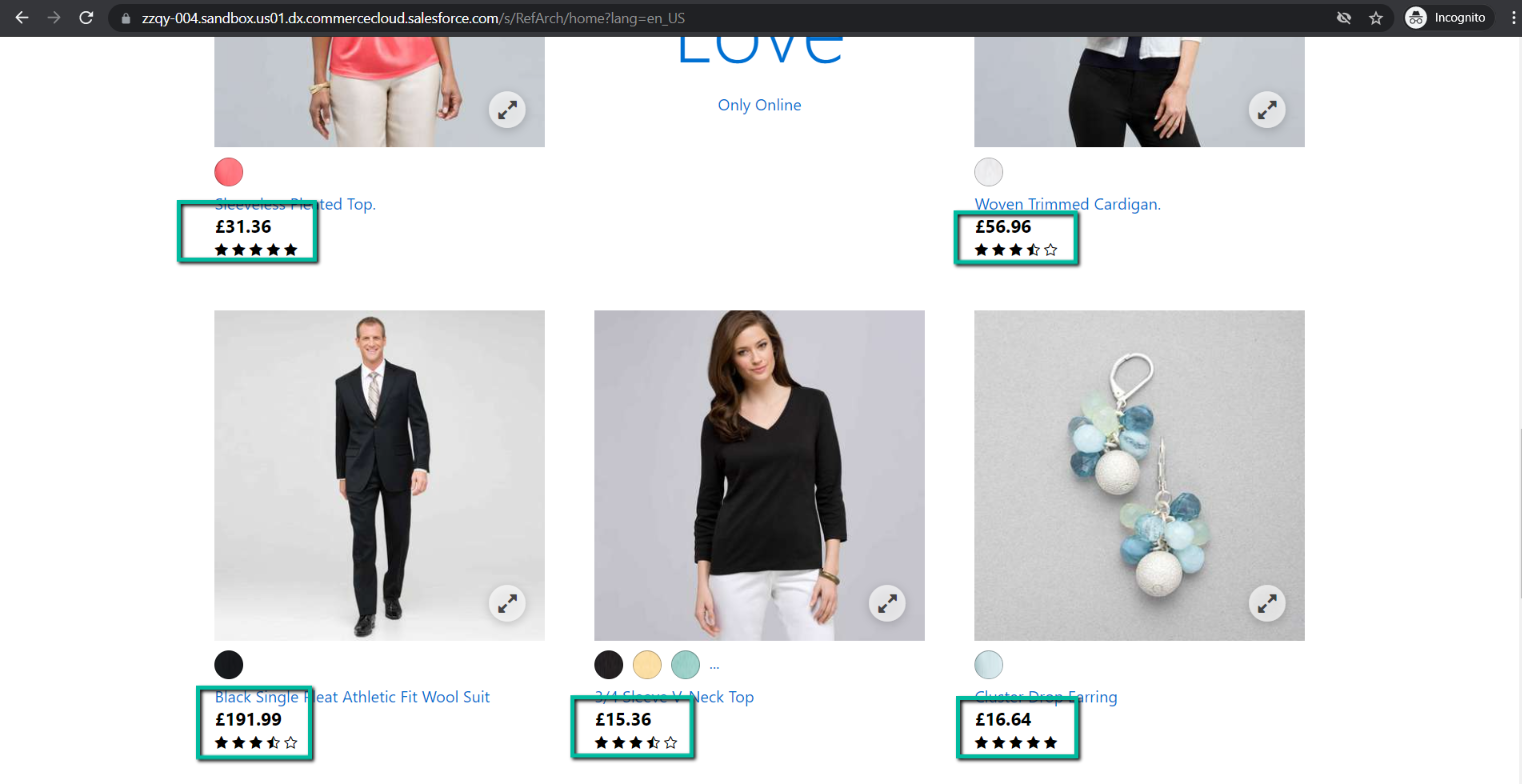 zzqy-004.sandbox.us01.dx.commercecloud.salesforce.com/s/RefArch/home?lang=en_US
Incognito
Love
Only Online
Sleeveless Pleated Top.
£31.36
Woven Trimmed Cardigan.
£56.96
Black Single Pleat Athletic Fit Wool Suit
£191.99
...
3/4 Sleeve V-Neck Top
£15.36
Cluster Drop Earring
£16.64